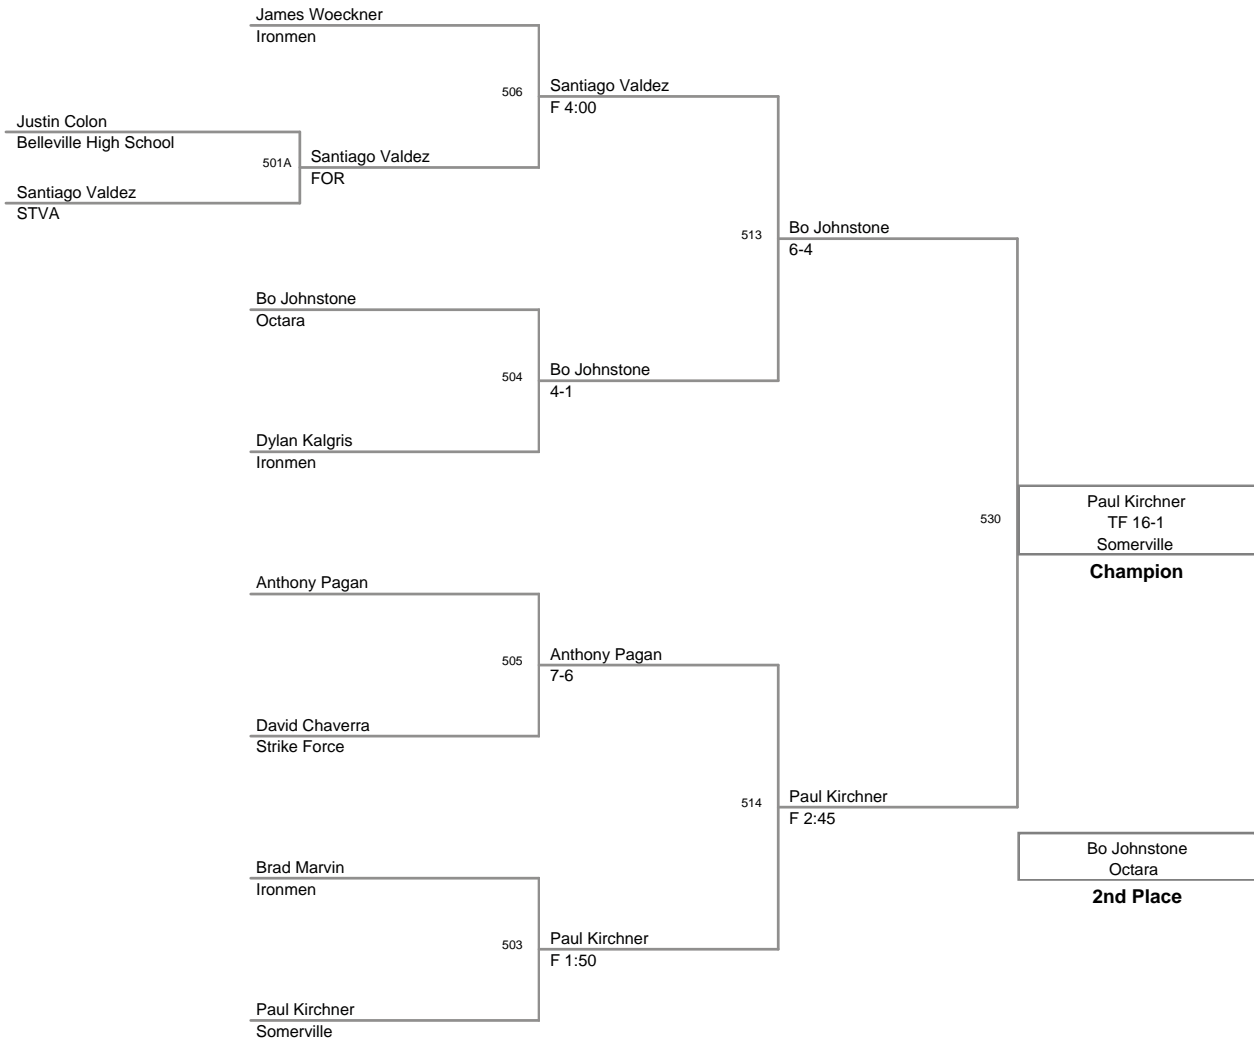 James Woeckner
Ironmen
506
Santiago Valdez
F 4:00
Justin Colon
Belleville High School
501A
Santiago Valdez
FOR
Santiago Valdez
STVA
513
Bo Johnstone
6-4
Bo Johnstone
Octara
504
Bo Johnstone
4-1
Dylan Kalgris
Ironmen
530
Paul Kirchner
TF 16-1
Somerville
Champion
Anthony Pagan
505
Anthony Pagan
7-6
David Chaverra
Strike Force
514
Paul Kirchner
F 2:45
Brad Marvin
Ironmen
Bo Johnstone
Octara
2nd Place
503
Paul Kirchner
F 1:50
Paul Kirchner
Somerville